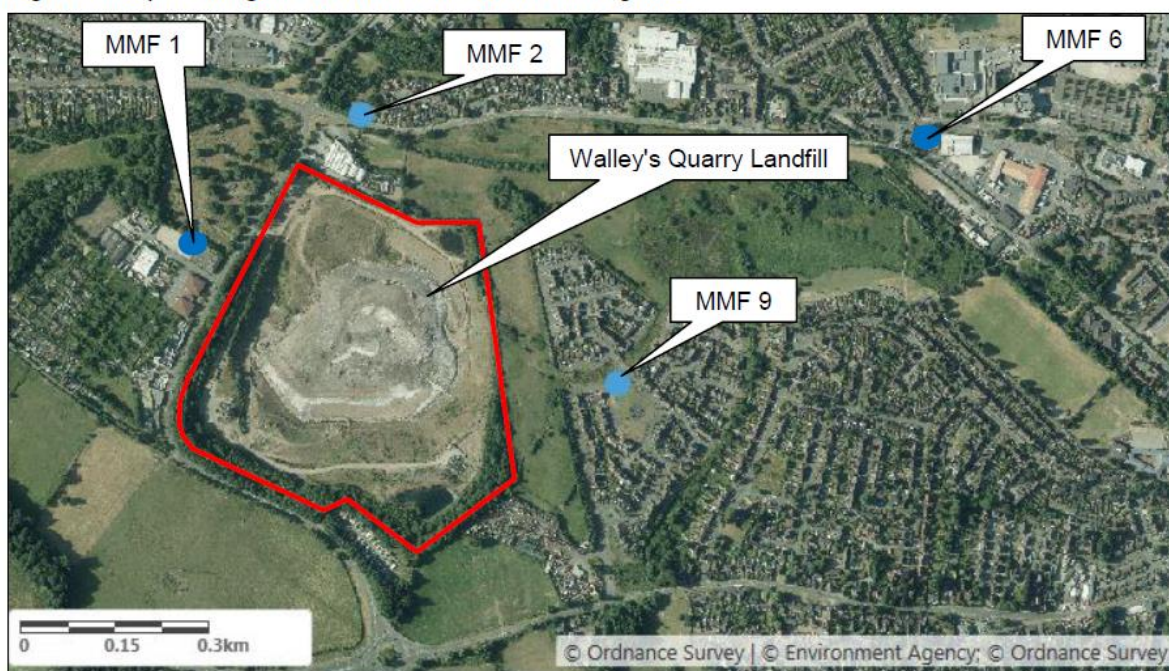 MMF 1
MMF 2
MMF 6
Walley's Quarry Landfill
MMF 9
0 0.15 0.3km
© Ordnance Survey | © Environment Agency; © Ordnance Survey